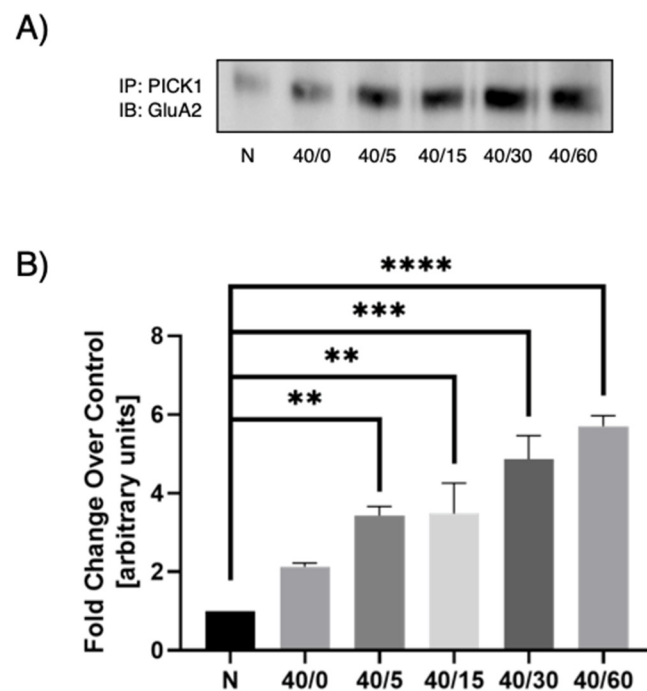 A)
IP: PICK1
IB: GluA2
N 40/0 40/5 40/15 40/30 40/60
B)
****
***
**
**
Fold Change Over Control
[arbitrary units]
8
6
4
2
0
N 40/0 40/5 40/15 40/30 40/60